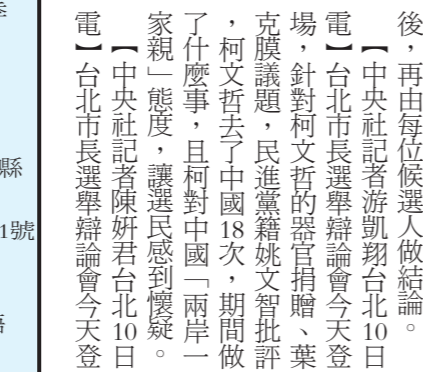 後，再由每位候選人做結論。
【中央社記者游凱翔台北10日
電】台北市長選舉辯論會今天登
場，針對柯文哲的器官捐贈、葉
克膜議題，民進黨籍姚文智批評
，柯文哲去了中國18次，期間做
了什麼事，且柯對中國「兩岸一
家親」態度，讓選民感到懷疑。
【中央社記者陳妍君台北10日
電】台北市長選舉辯論會今天登
縣
1號